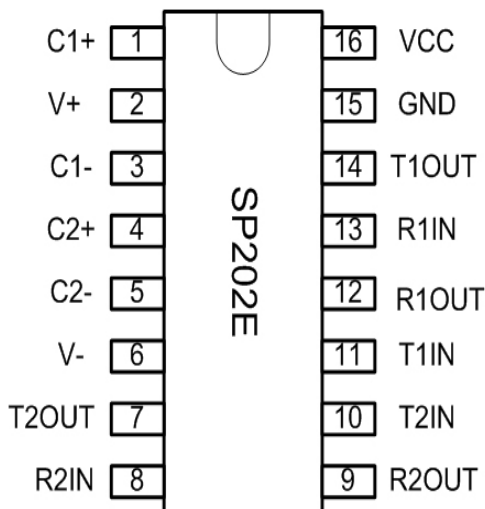 C1+ 1 16 VCC
V+ 2 15 GND
C1- 3 14 T1OUT
C2+ 4 13 R1IN
SP202E
C2- 5 12 R1OUT
V- 6 11 T1IN
T2OUT 7 10 T2IN
R2IN 8 9 R2OUT